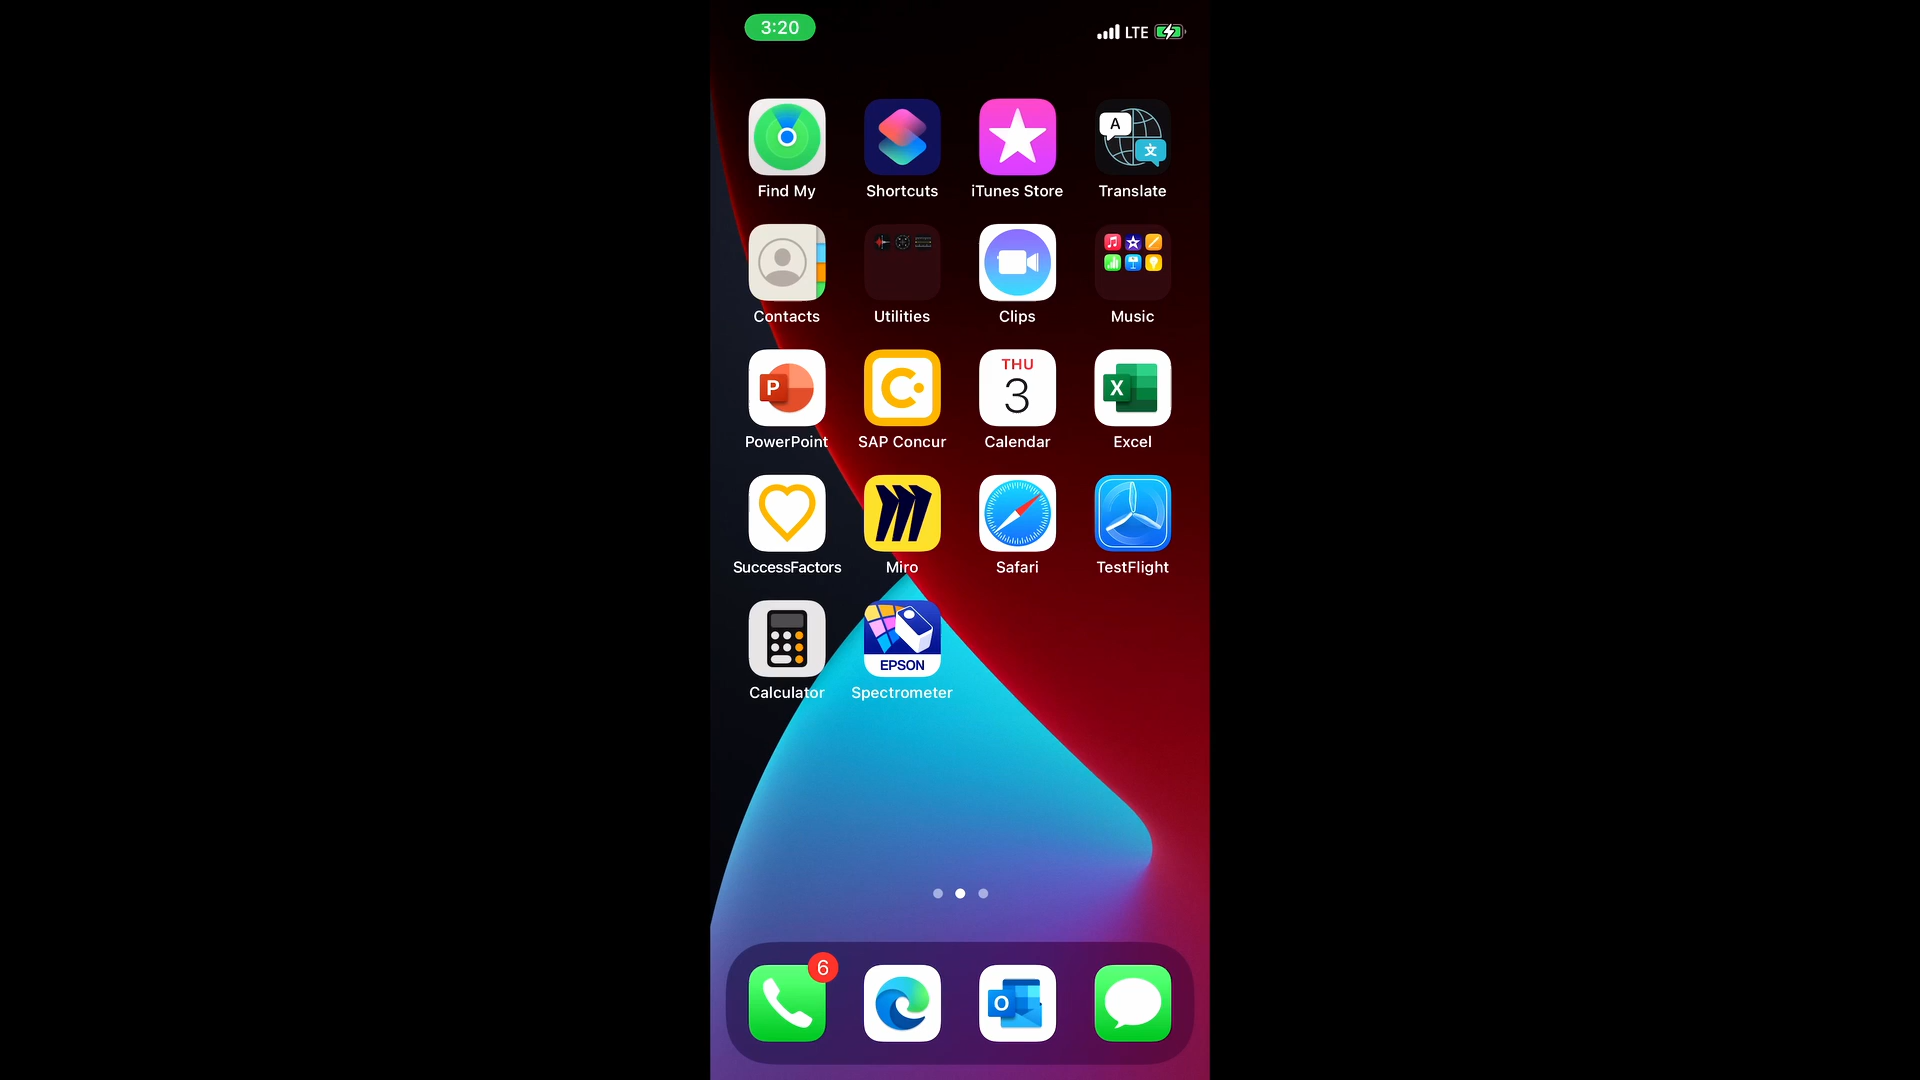 3:20 LTE
A 文
Find My Shortcuts iTunes Store Translate
Contacts Utilities Clips Music
P THU 3 X
PowerPoint SAP Concur Calendar Excel
SuccessFactors Miro Safari TestFlight
EPSON
Calculator Spectrometer
6
O